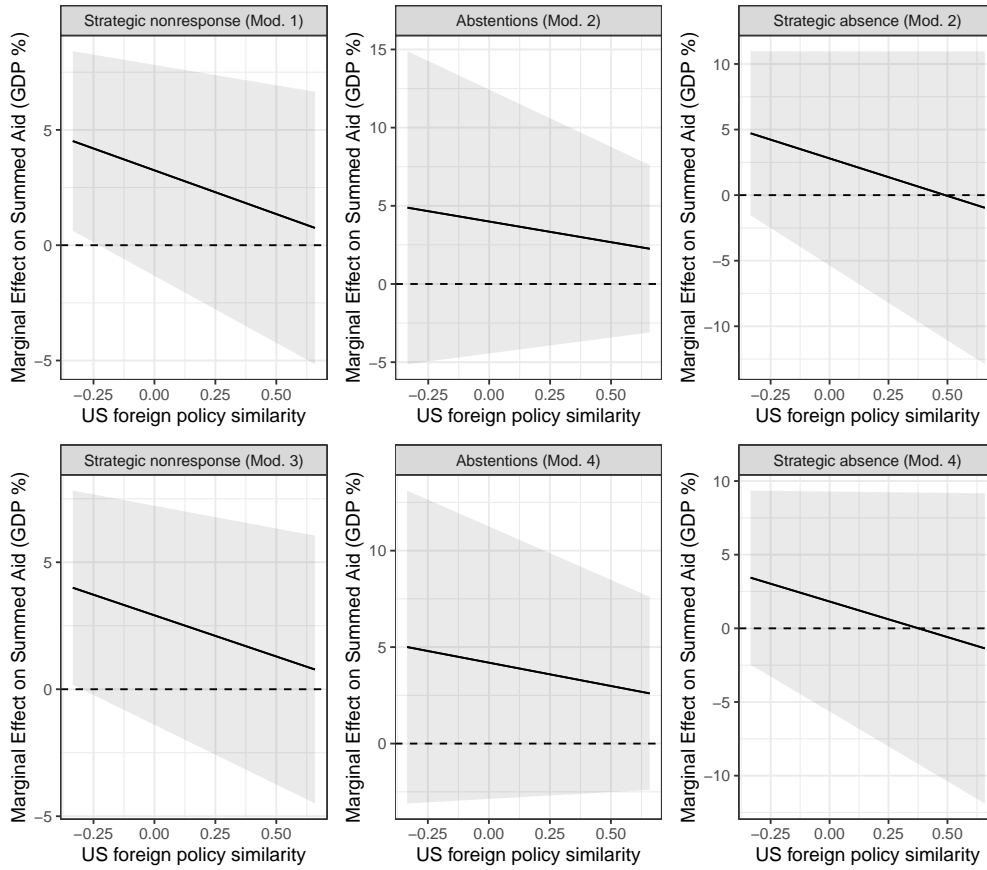 Strategic nonresponse (Mod. 1)
Marginal Effect on Summed Aid (GDP %)
5
0
−5
−0.25 0.00 0.25 0.50
US foreign policy similarity
Abstentions (Mod. 2)
Marginal Effect on Summed Aid (GDP %)
15
10
5
0
−5
−0.25 0.00 0.25 0.50
US foreign policy similarity
Strategic absence (Mod. 2)
Marginal Effect on Summed Aid (GDP %)
10
5
0
−5
−10
−0.25 0.00 0.25 0.50
US foreign policy similarity
Strategic nonresponse (Mod. 3)
Marginal Effect on Summed Aid (GDP %)
5
0
−5
−0.25 0.00 0.25 0.50
US foreign policy similarity
Abstentions (Mod. 4)
Marginal Effect on Summed Aid (GDP %)
10
5
0
−0.25 0.00 0.25 0.50
US foreign policy similarity
Strategic absence (Mod. 4)
Marginal Effect on Summed Aid (GDP %)
10
5
0
−5
−10
−0.25 0.00 0.25 0.50
US foreign policy similarity